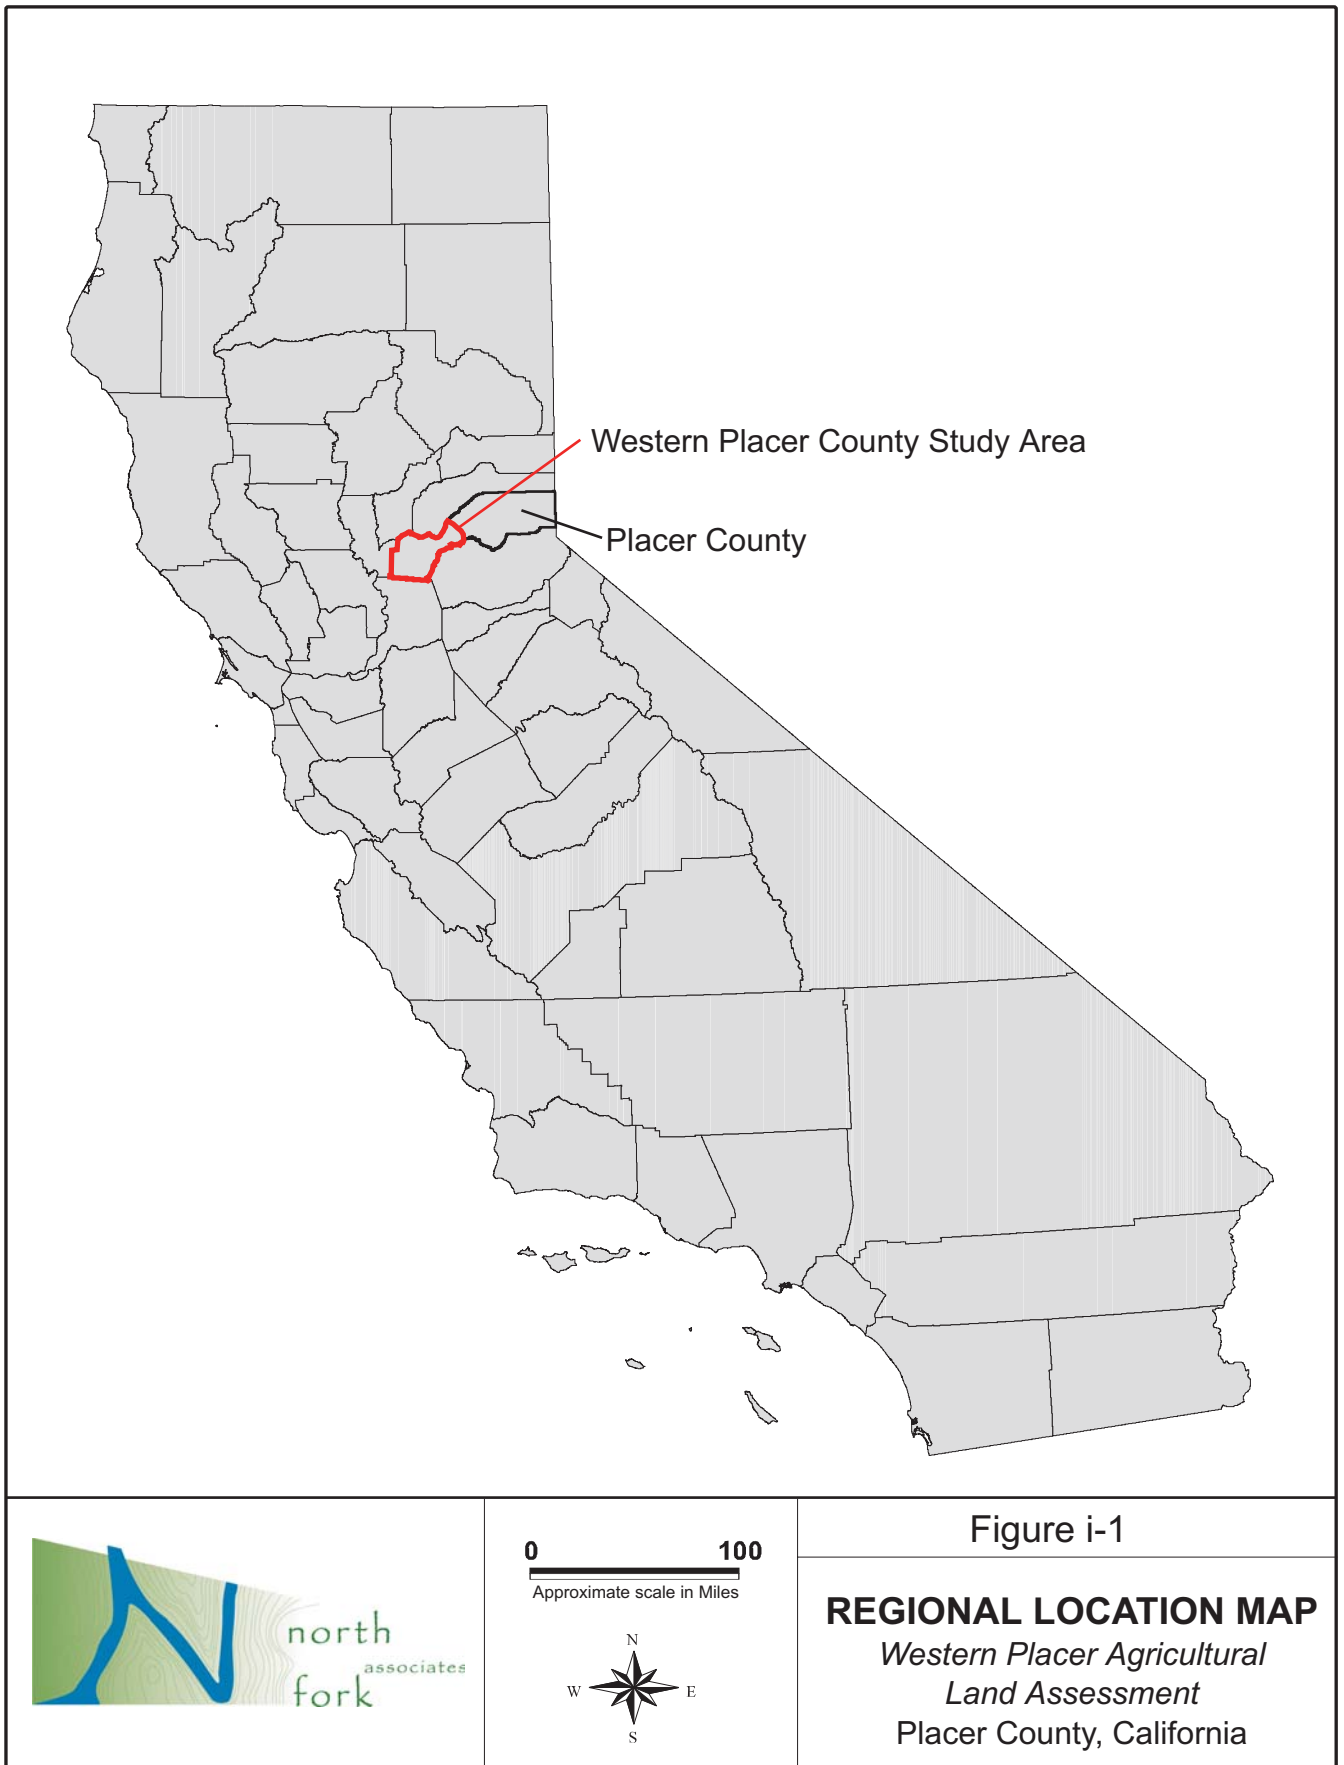 Western Placer County Study Area
Placer County
north
associates
fork
0 100
Approximate scale in Miles
N
W E
S
Figure i-1
REGIONAL LOCATION MAP
Western Placer Agricultural
Land Assessment
Placer County, California